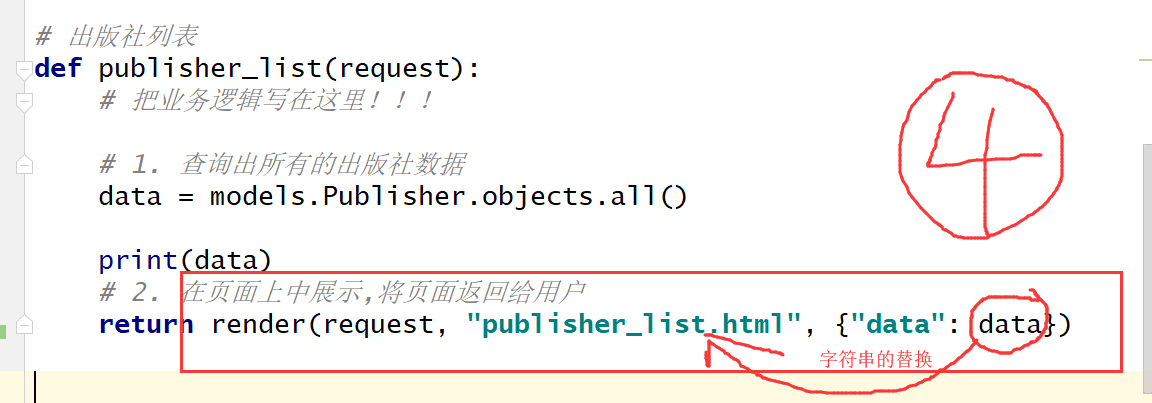 # 出版社列表
def publisher_list(request):
# 把业务逻辑写在这里！！！
4
# 1. 查询出所有的出版社数据
data = models.Publisher.objects.all()
print(data)
# 2. 在页面上中展示,将页面返回给用户
return render(request, "publisher_list.html", {"data": data})
字符串的替换